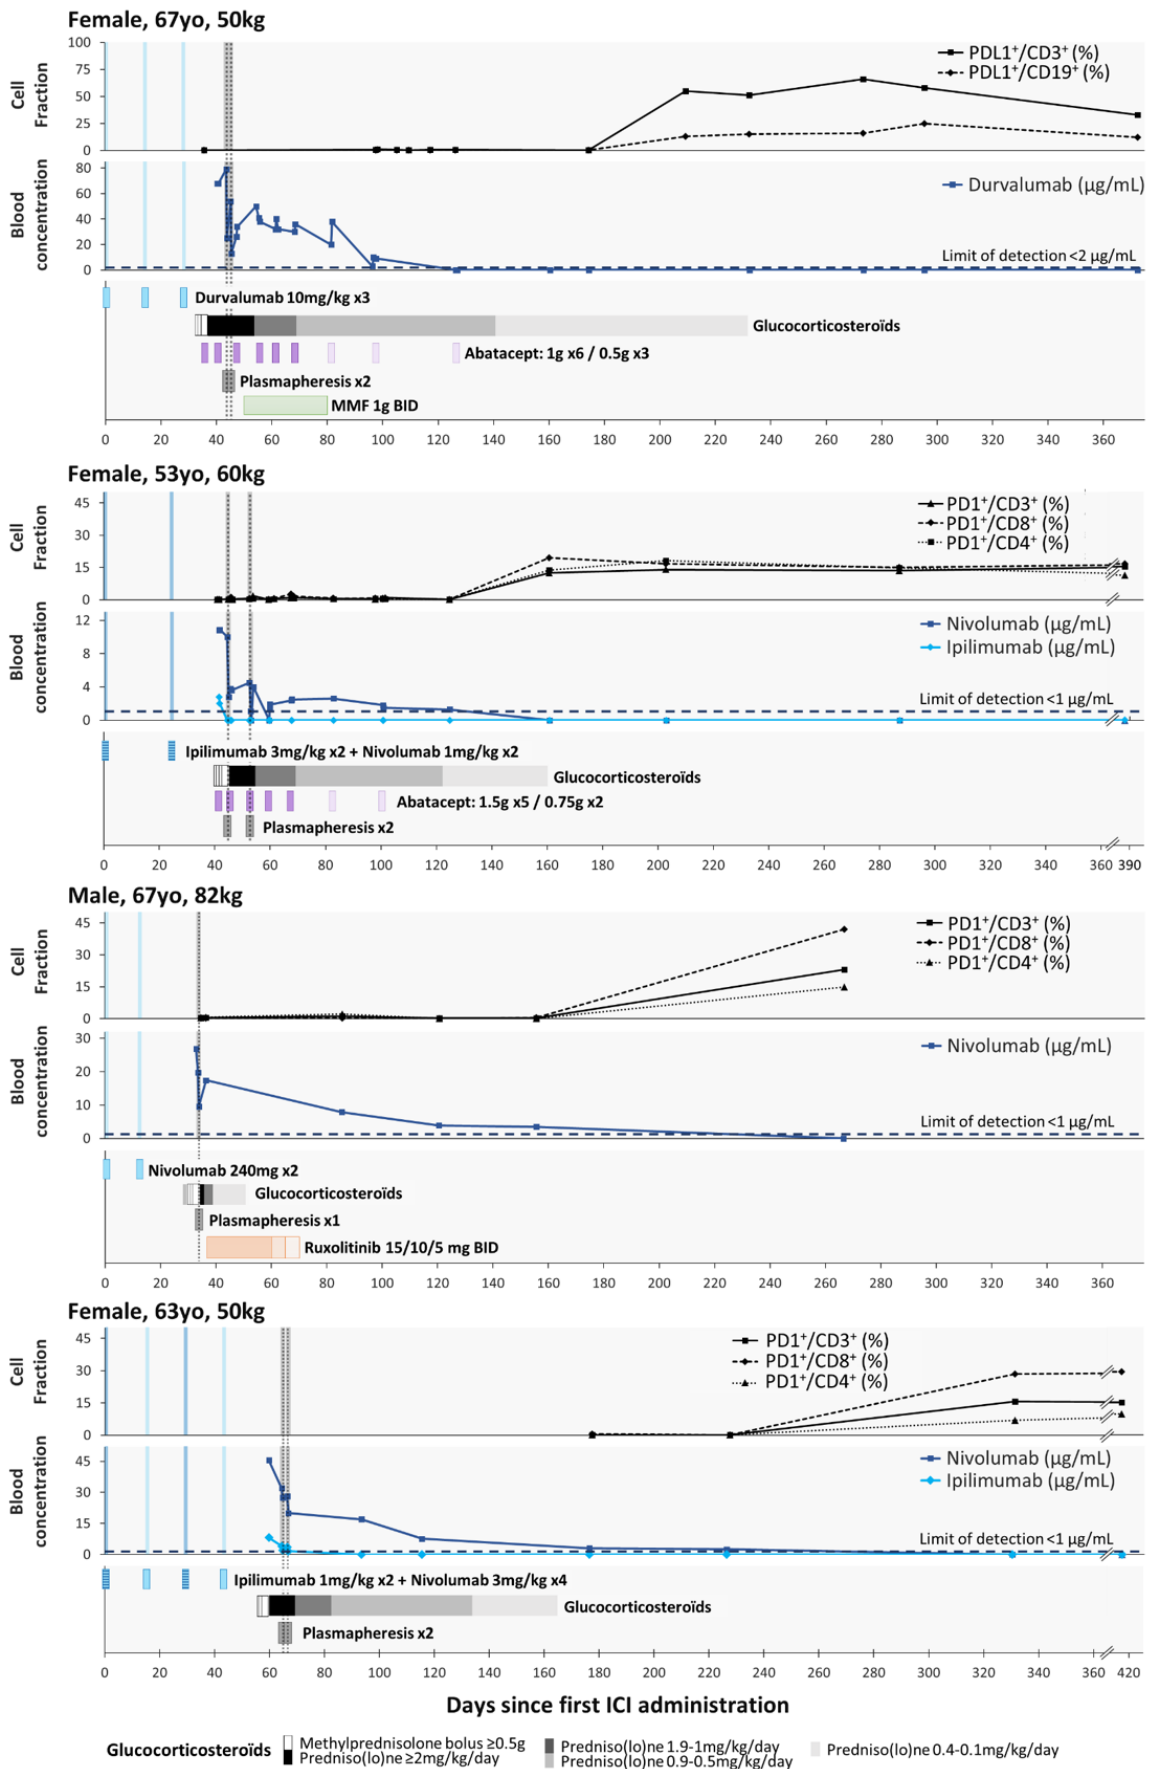 Female, 67yo, 50kg
Cell Fraction
100
75
50
25
0
PDL1⁺/CD3⁺ (%)
PDL1⁺/CD19⁺ (%)
Blood concentration
80
60
40
20
0
Durvalumab (µg/mL)
Limit of detection <2 µg/mL
Durvalumab 10mg/kg x3
Glucocorticosteroïds
Abatacept: 1g x6 / 0.5g x3
Plasmapheresis x2
MMF 1g BID
0 20 40 60 80 100 120 140 160 180 200 220 240 260 280 300 320 340 360
Female, 53yo, 60kg
Cell Fraction
45
30
15
0
PD1⁺/CD3⁺ (%)
PD1⁺/CD8⁺ (%)
PD1⁺/CD4⁺ (%)
Blood concentration
12
8
4
0
Nivolumab (µg/mL)
Ipilimumab (µg/mL)
Limit of detection <1 µg/mL
Ipilimumab 3mg/kg x2 + Nivolumab 1mg/kg x2
Glucocorticosteroïds
Abatacept: 1.5g x5 / 0.75g x2
Plasmapheresis x2
0 20 40 60 80 100 120 140 160 180 200 220 240 260 280 300 320 340 360 390
Male, 67yo, 82kg
Cell Fraction
45
30
15
0
PD1⁺/CD3⁺ (%)
PD1⁺/CD8⁺ (%)
PD1⁺/CD4⁺ (%)
Blood concentration
30
20
10
0
Nivolumab (µg/mL)
Limit of detection <1 µg/mL
Nivolumab 240mg x2
Glucocorticosteroïds
Plasmapheresis x1
Ruxolitinib 15/10/5 mg BID
0 20 40 60 80 100 120 140 160 180 200 220 240 260 280 300 320 340 360
Female, 63yo, 50kg
Cell Fraction
45
30
15
0
PD1⁺/CD3⁺ (%)
PD1⁺/CD8⁺ (%)
PD1⁺/CD4⁺ (%)
Blood concentration
45
30
15
0
Nivolumab (µg/mL)
Ipilimumab (µg/mL)
Limit of detection <1 µg/mL
Ipilimumab 1mg/kg x2 + Nivolumab 3mg/kg x4
Glucocorticosteroïds
Plasmapheresis x2
0 20 40 60 80 100 120 140 160 180 200 220 240 260 280 300 320 340 360 420
Days since first ICI administration
Glucocorticosteroïds
Methylprednisolone bolus ≥0.5g
Predniso(lo)ne ≥2mg/kg/day
Predniso(lo)ne 1.9-1mg/kg/day
Predniso(lo)ne 0.9-0.5mg/kg/day
Predniso(lo)ne 0.4-0.1mg/kg/day